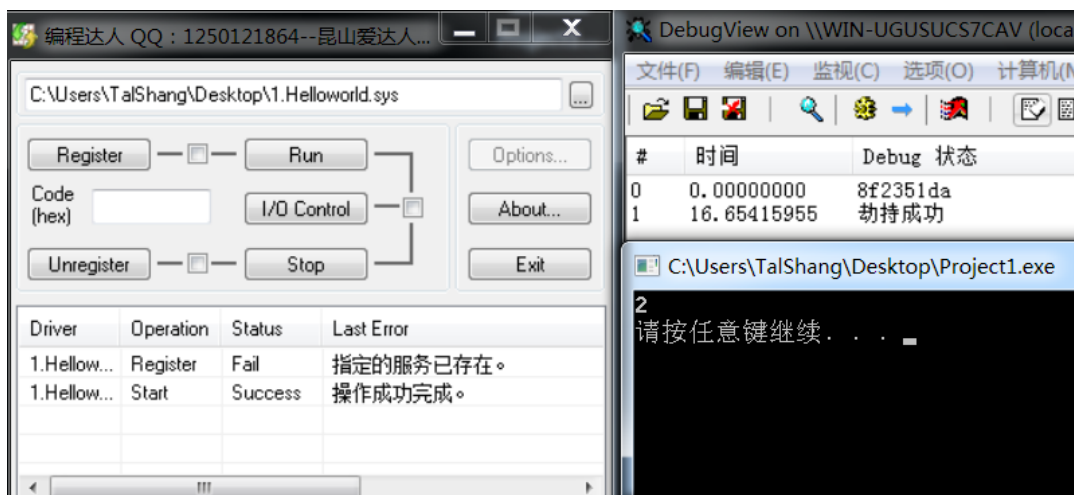 编程达人 QQ：1250121864--昆山爱达人...
C:\Users\TalShang\Desktop\1.Helloworld.sys
...
Register
Run
Options...
Code
(hex)
I/O Control
About...
Unregister
Stop
Exit
Driver Operation Status Last Error
1.Hellow... Register Fail 指定的服务已存在。
1.Hellow... Start Success 操作成功完成。
DebugView on \\WIN-UGUSUCS7CAV (loca
文件(F) 编辑(E) 监视(C) 选项(O) 计算机(M
# 时间 Debug 状态
0 0.00000000 8f2351da
1 16.65415955 劫持成功
C:\Users\TalShang\Desktop\Project1.exe
2
请按任意键继续. . .